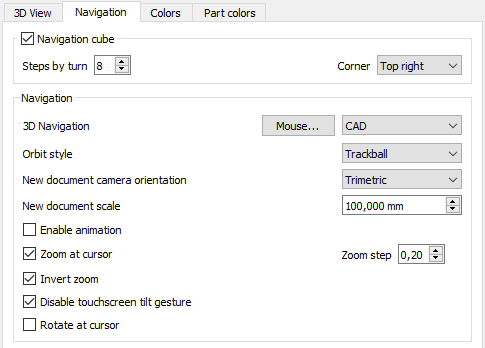 3D View Navigation Colors Part colors
Navigation cube
Steps by turn 8 Corner Top right
Navigation
3D Navigation Mouse... CAD
Orbit style Trackball
New document camera orientation Trimetric
New document scale 100,000 mm
Enable animation
Zoom at cursor Zoom step 0,20
Invert zoom
Disable touchscreen tilt gesture
Rotate at cursor